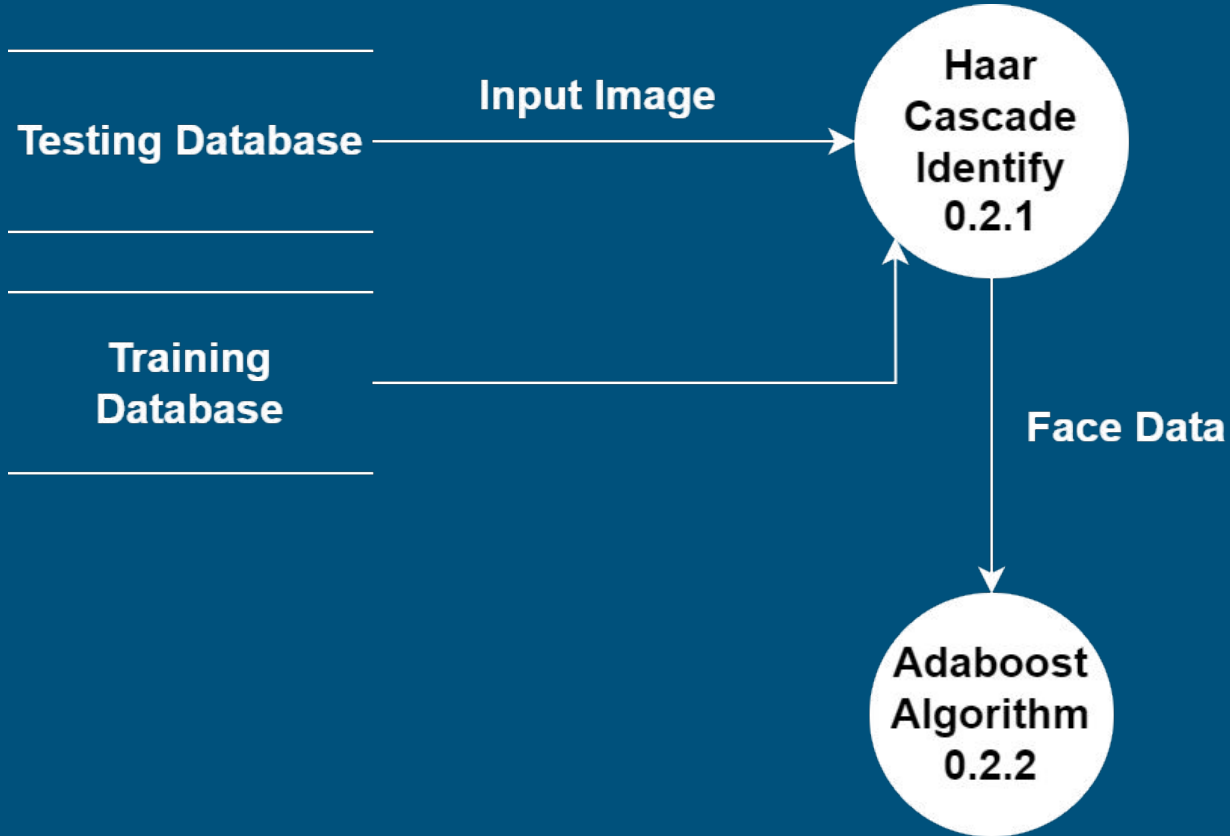 Testing Database
Input Image
Haar
Cascade
Identify
0.2.1
Training
Database
Face Data
Adaboost
Algorithm
0.2.2